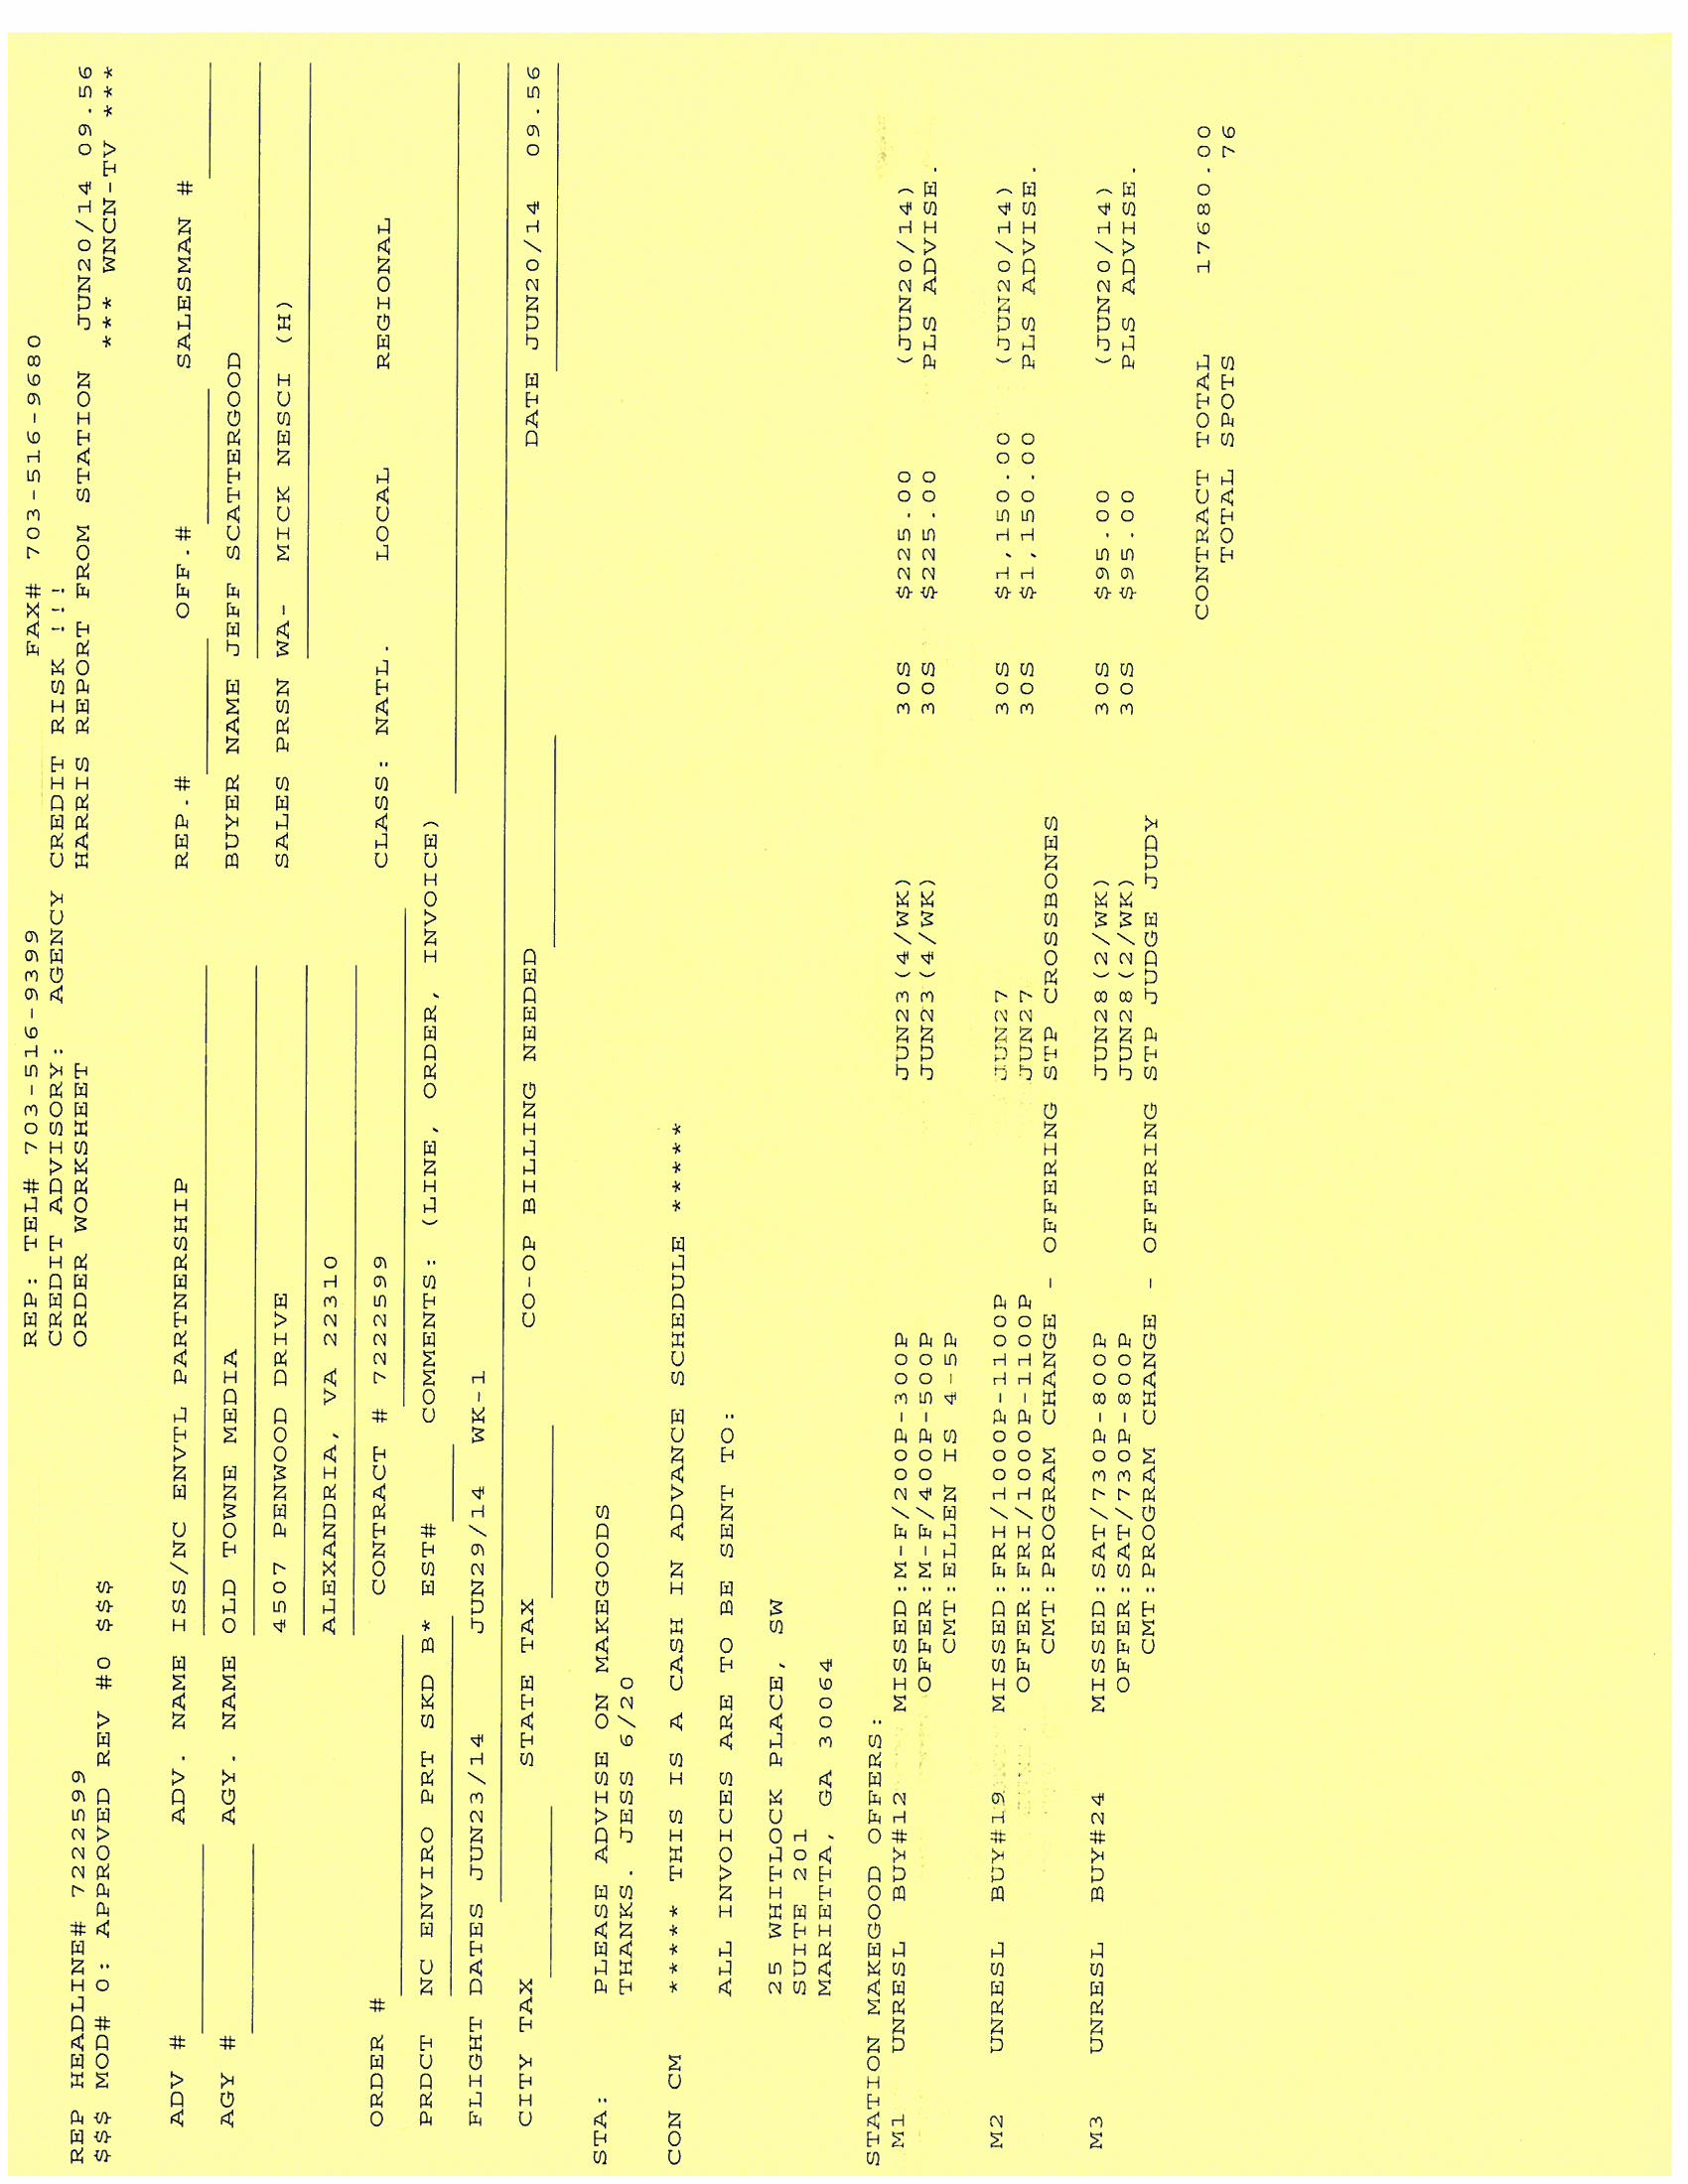 REP: TEL# 703-516-9399 FAX# 703-516-9680
CREDIT ADVISORY: AGENCY CREDIT RISK !!!
REP HEADLINE# 7222599 ORDER WORKSHEET HARRIS REPORT FROM STATION JUN20/14 09.56
$$$ MOD# 0: APPROVED REV #0 $$$ *** WNCN-TV ***
ADV # ADV. NAME ISS/NC ENVTL PARTNERSHIP REP.# OFF.# SALESMAN #
AGY # AGY. NAME OLD TOWNE MEDIA BUYER NAME JEFF SCATTERGOOD
4507 PENWOOD DRIVE SALES PRSN WA- MICK NESCI (H)
ALEXANDRIA, VA 22310
ORDER # CONTRACT # 7222599 CLASS: NATL. LOCAL REGIONAL
PRDCT NC ENVIRO PRT SKD B* EST# COMMENTS: (LINE, ORDER, INVOICE)
FLIGHT DATES JUN23/14 JUN29/14 WK-1
CITY TAX STATE TAX CO-OP BILLING NEEDED DATE JUN20/14 09.56
STA: PLEASE ADVISE ON MAKEGOODS
THANKS. JESS 6/20
CON CM ***** THIS IS A CASH IN ADVANCE SCHEDULE *****
ALL INVOICES ARE TO BE SENT TO:
25 WHITLOCK PLACE, SW
SUITE 201
MARIETTA, GA 30064
STATION MAKEGOOD OFFERS:
M1 UNRESL BUY#12 MISSED:M-F/200P-300P JUN23(4/WK) 30S $225.00 (JUN20/14)
OFFER:M-F/400P-500P JUN23(4/WK) 30S $225.00 PLS ADVISE.
CMT:ELLEN IS 4-5P
M2 UNRESL BUY#19 MISSED:FRI/1000P-1100P JUN27 30S $1,150.00 (JUN20/14)
OFFER:FRI/1000P-1100P JUN27 30S $1,150.00 PLS ADVISE.
CMT:PROGRAM CHANGE - OFFERING STP CROSSBONES
M3 UNRESL BUY#24 MISSED:SAT/730P-800P JUN28(2/WK) 30S $95.00 (JUN20/14)
OFFER:SAT/730P-800P JUN28(2/WK) 30S $95.00 PLS ADVISE.
CMT:PROGRAM CHANGE - OFFERING STP JUDGE JUDY
CONTRACT TOTAL 17680.00
TOTAL SPOTS 76